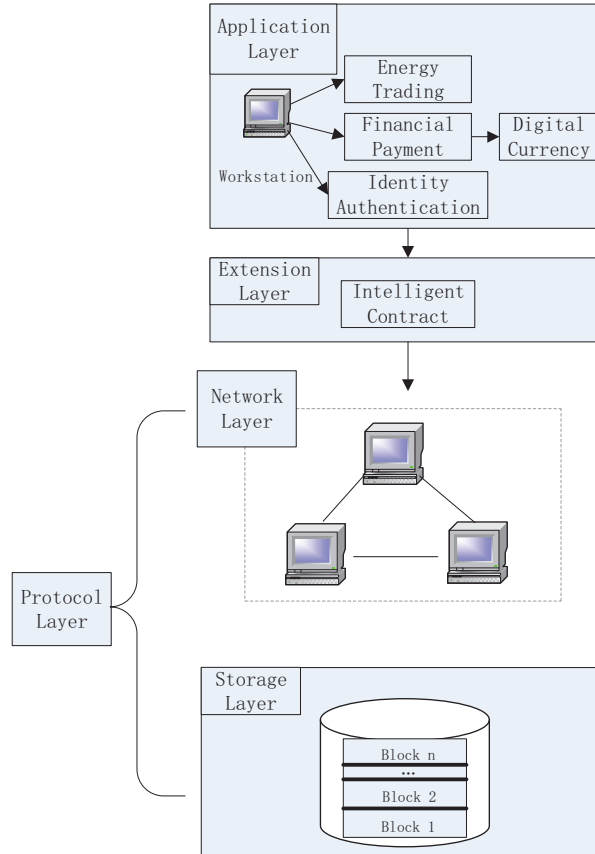 Application
Layer
Energy
Trading
Financial
Payment
Digital
Currency
Workstation
Identity
Authentication
Extension
Layer
Intelligent
Contract
Network
Layer
Protocol
Layer
Storage
Layer
Block n
...
Block 2
Block 1